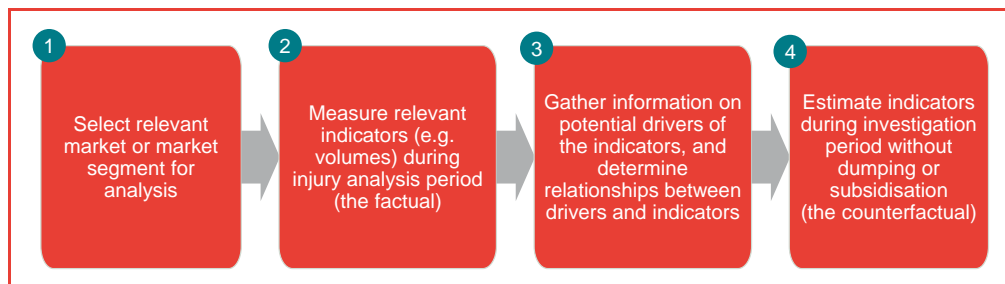 1
Select relevant
market or market
segment for
analysis
2
Measure relevant
indicators (e.g.
volumes) during
injury analysis period
(the factual)
3
Gather information on
potential drivers of
the indicators, and
determine
relationships between
drivers and indicators
4
Estimate indicators
during investigation
period without
dumping or
subsidisation
(the counterfactual)